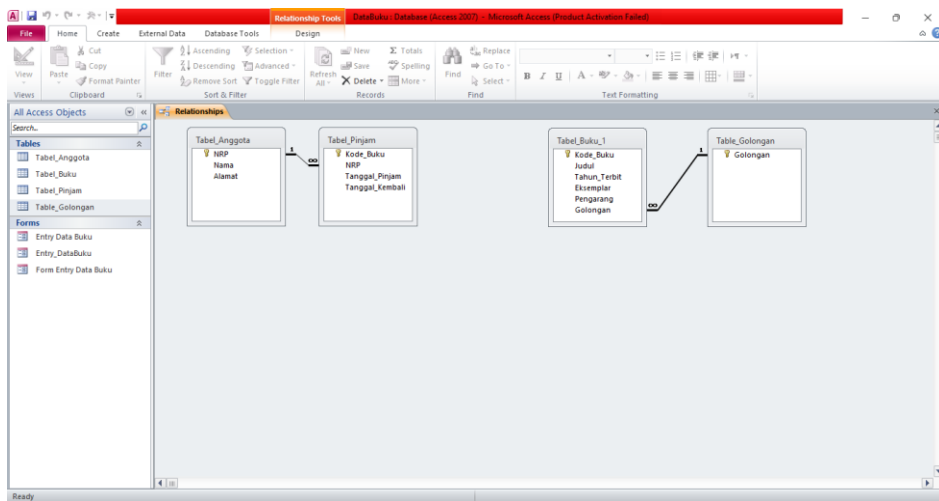 Relationship Tools
DataBuku : Database (Access 2007) - Microsoft Access (Product Activation Failed)
File
Home
Create
External Data
Database Tools
Design
View
Views
Paste
Cut
Copy
Format Painter
Clipboard
Filter
Ascending
Descending
Remove Sort
Selection
Advanced
Toggle Filter
Sort & Filter
Refresh All
New
Save
Delete
Totals
Spelling
More
Records
Find
Replace
Go To
Select
Find
B I U A
Text Formatting
All Access Objects
Search...
Tables
Tabel_Anggota
Tabel_Buku
Tabel_Pinjam
Table_Golongan
Forms
Entry Data Buku
Entry_DataBuku
Form Entry Data Buku
Relationships
Tabel_Anggota
NRP
Nama
Alamat
1
∞
Tabel_Pinjam
Kode_Buku
NRP
Tanggal_Pinjam
Tanggal_Kembali
Tabel_Buku_1
Kode_Buku
Judul
Tahun_Terbit
Eksemplar
Pengarang
Golongan
∞
1
Table_Golongan
Golongan
Ready